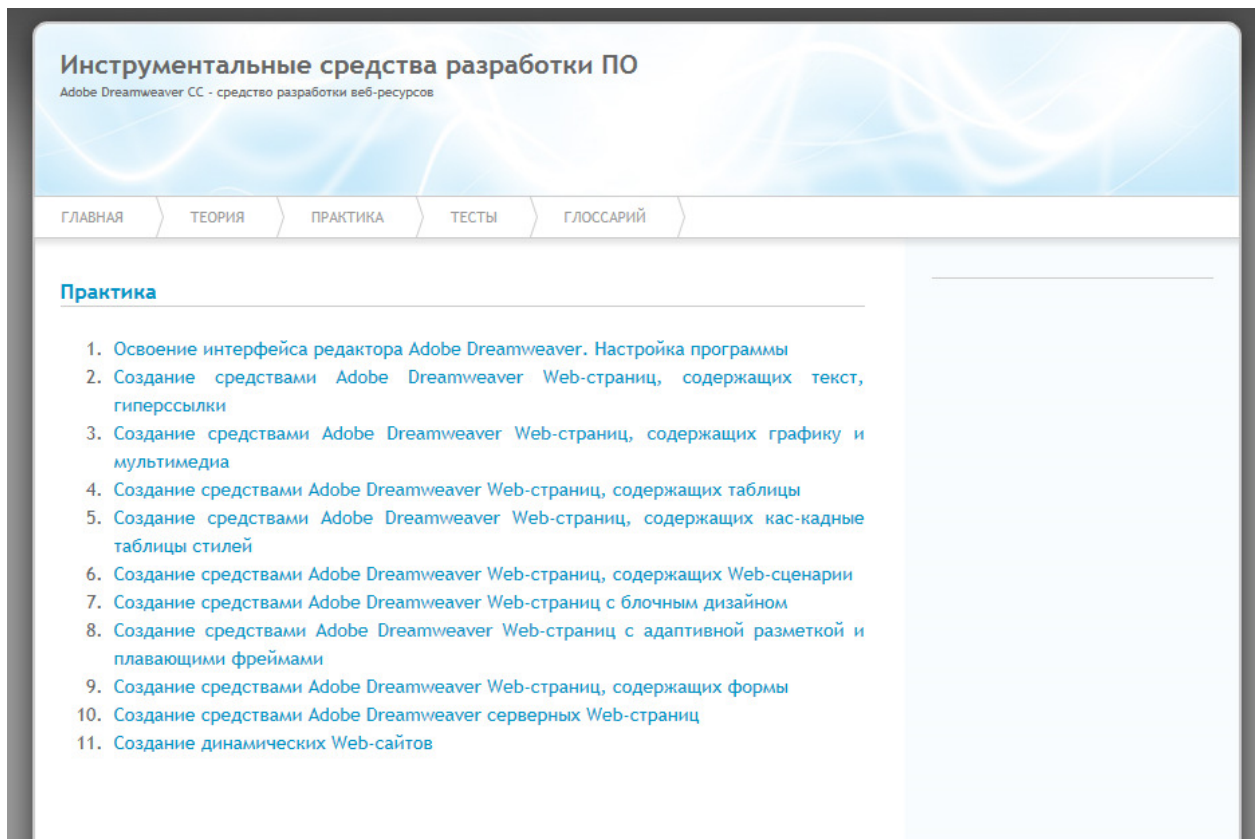 Инструментальные средства разработки ПО
Adobe Dreamweaver CC - средство разработки веб-ресурсов
ГЛАВНАЯ ТЕОРИЯ ПРАКТИКА ТЕСТЫ ГЛОССАРИЙ
Практика
1. Освоение интерфейса редактора Adobe Dreamweaver. Настройка программы
2. Создание средствами Adobe Dreamweaver Web-страниц, содержащих текст,
гиперссылки
3. Создание средствами Adobe Dreamweaver Web-страниц, содержащих графику и
мультимедиа
4. Создание средствами Adobe Dreamweaver Web-страниц, содержащих таблицы
5. Создание средствами Adobe Dreamweaver Web-страниц, содержащих кас-кадные
таблицы стилей
6. Создание средствами Adobe Dreamweaver Web-страниц, содержащих Web-сценарии
7. Создание средствами Adobe Dreamweaver Web-страниц с блочным дизайном
8. Создание средствами Adobe Dreamweaver Web-страниц с адаптивной разметкой и
плавающими фреймами
9. Создание средствами Adobe Dreamweaver Web-страниц, содержащих формы
10. Создание средствами Adobe Dreamweaver серверных Web-страниц
11. Создание динамических Web-сайтов